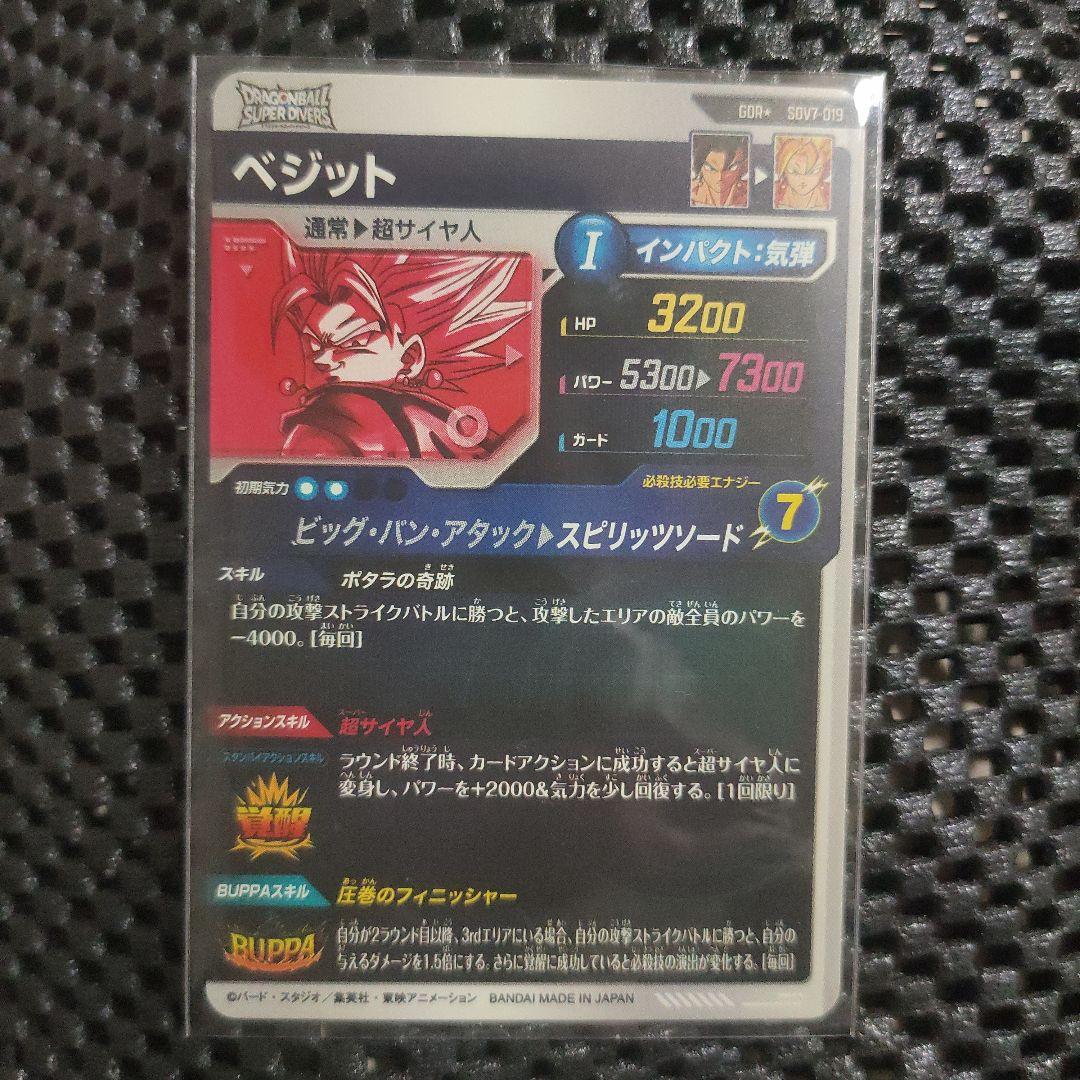 DRAGONBALL
SUPER DIVERS
GDR★ SDV7-019
ベジット
通常▶超サイヤ人
I インパクト：気弾
HP 3200
パワー 5300▶7300
ガード 1000
初期気力
必殺技必要エナジー
7
ビッグ・バン・アタック▶スピリッツソード
スキル ポタラの奇跡
自分の攻撃ストライクバトルに勝つと、攻撃したエリアの敵全員のパワーを
-4000。[毎回]
アクションスキル 超サイヤ人
スタンバイアクションスキル
覚醒
ラウンド終了時、カードアクションに成功すると超サイヤ人に
変身し、パワーを+2000&気力を少し回復する。[1回限り]
BUPPAスキル 圧巻のフィニッシャー
BUPPA
自分が2ラウンド目以降、3rdエリアにいる場合、自分の攻撃ストライクバトルに勝つと、自分の
与えるダメージを1.5倍にする。さらに覚醒に成功していると必殺技の演出が変化する。[毎回]
©バード・スタジオ／集英社・東映アニメーション BANDAI MADE IN JAPAN